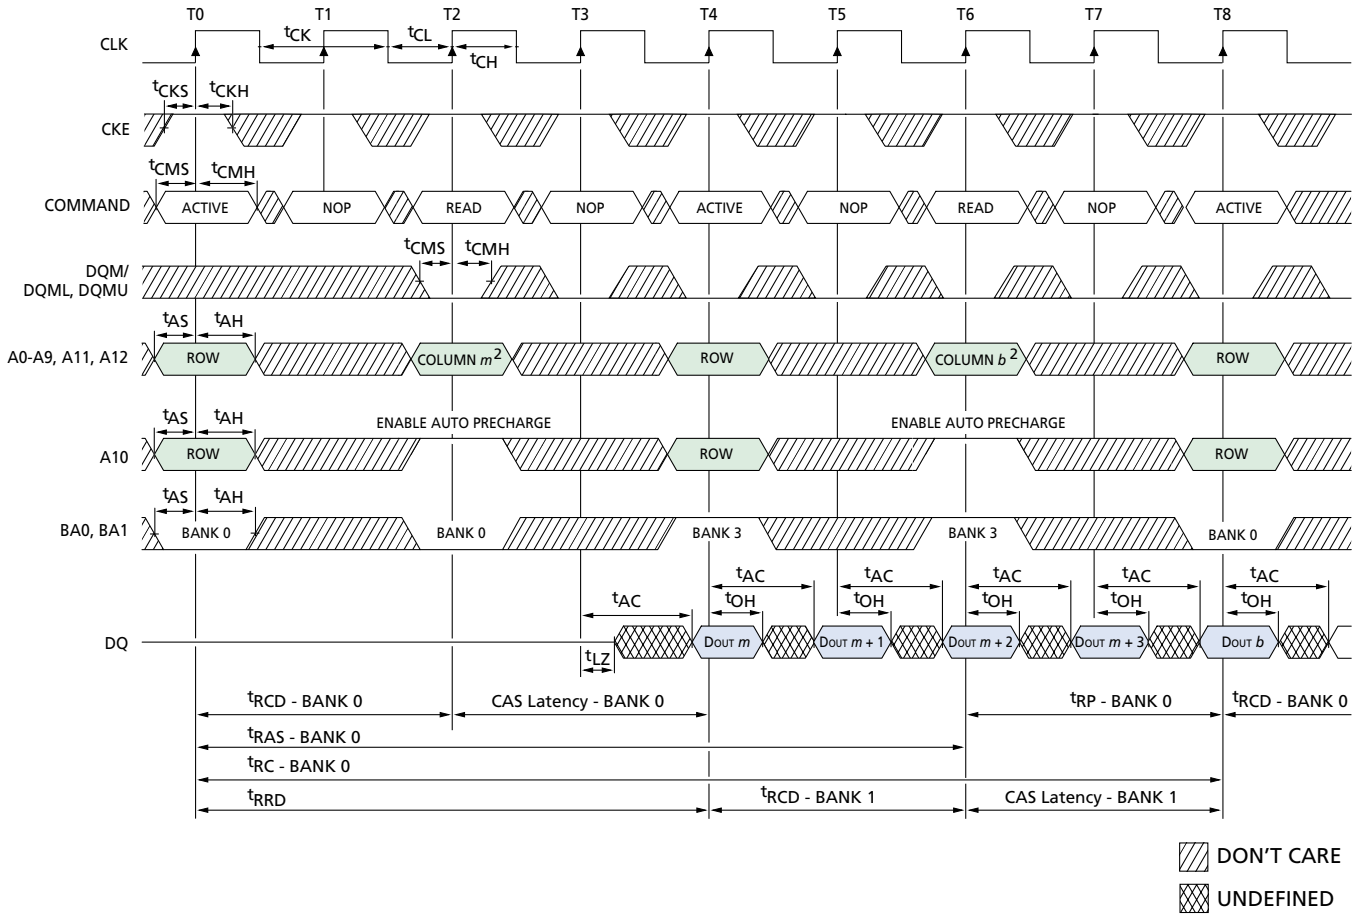 T0 T1 T2 T3 T4 T5 T6 T7 T8
CLK
tCK tCL
tCH
tCKS tCKH
CKE
tCMS tCMH
COMMAND ACTIVE NOP READ NOP ACTIVE NOP READ NOP ACTIVE
tCMS tCMH
DQM/
DQML, DQMU
tAS tAH
A0-A9, A11, A12 ROW COLUMN m2 ROW COLUMN b 2 ROW
tAS tAH ENABLE AUTO PRECHARGE ENABLE AUTO PRECHARGE
A10 ROW ROW ROW
tAS tAH
BA0, BA1 BANK 0 BANK 0 BANK 3 BANK 3 BANK 0
tAC tAC tAC tAC tAC
tAC tOH tOH tOH tOH tOH
DQ DOUT m DOUT m + 1 DOUT m + 2 DOUT m + 3 DOUT b
tLZ
tRCD - BANK 0 CAS Latency - BANK 0 tRP - BANK 0 tRCD - BANK 0
tRAS - BANK 0
tRC - BANK 0
tRRD tRCD - BANK 1 CAS Latency - BANK 1
DON'T CARE
UNDEFINED